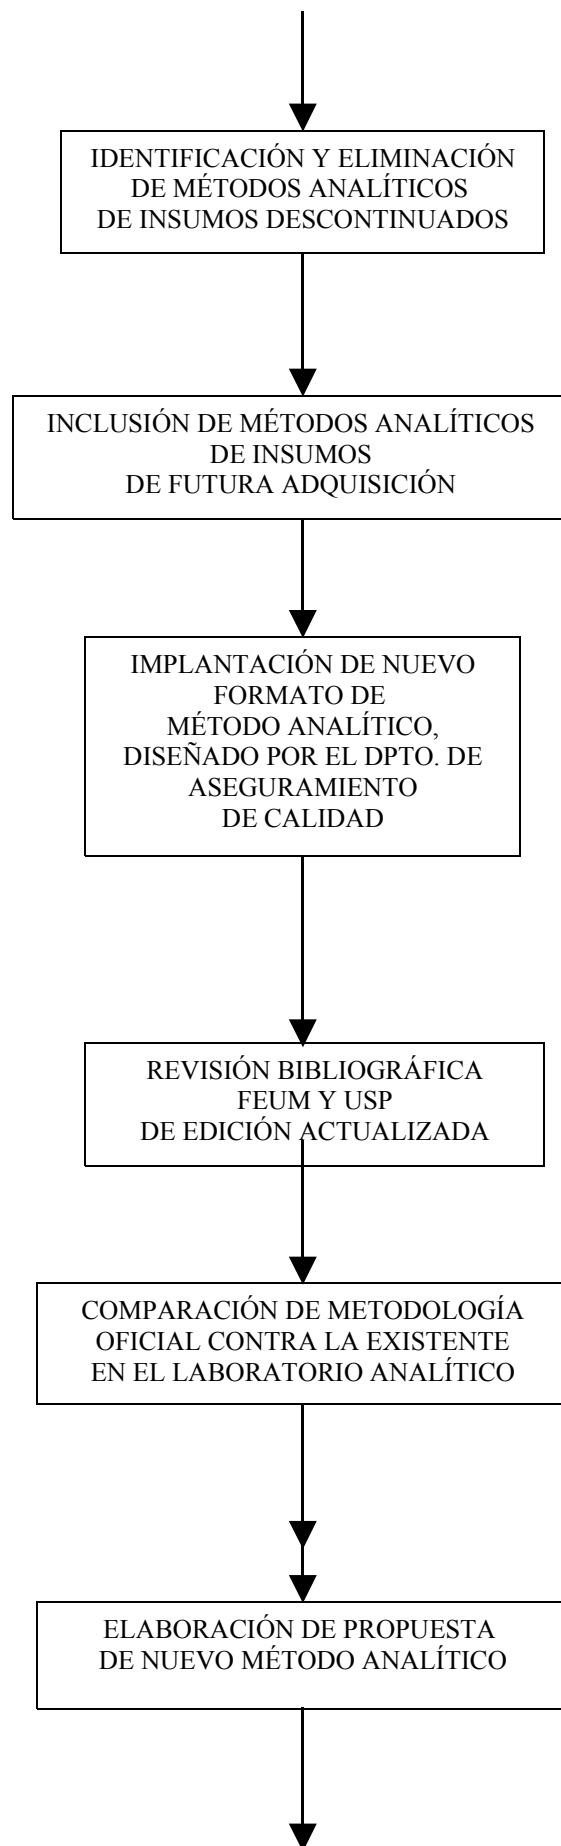 IDENTIFICACIÓN Y ELIMINACIÓN
DE MÉTODOS ANALÍTICOS
DE INSUMOS DESCONTINUADOS
INCLUSIÓN DE MÉTODOS ANALÍTICOS
DE INSUMOS
DE FUTURA ADQUISICIÓN
IMPLANTACIÓN DE NUEVO
FORMATO DE
MÉTODO ANALÍTICO,
DISEÑADO POR EL DPTO. DE
ASEGURAMIENTO
DE CALIDAD
REVISIÓN BIBLIOGRÁFICA
FEUM Y USP
DE EDICIÓN ACTUALIZADA
COMPARACIÓN DE METODOLOGÍA
OFICIAL CONTRA LA EXISTENTE
EN EL LABORATORIO ANALÍTICO
ELABORACIÓN DE PROPUESTA
DE NUEVO MÉTODO ANALÍTICO